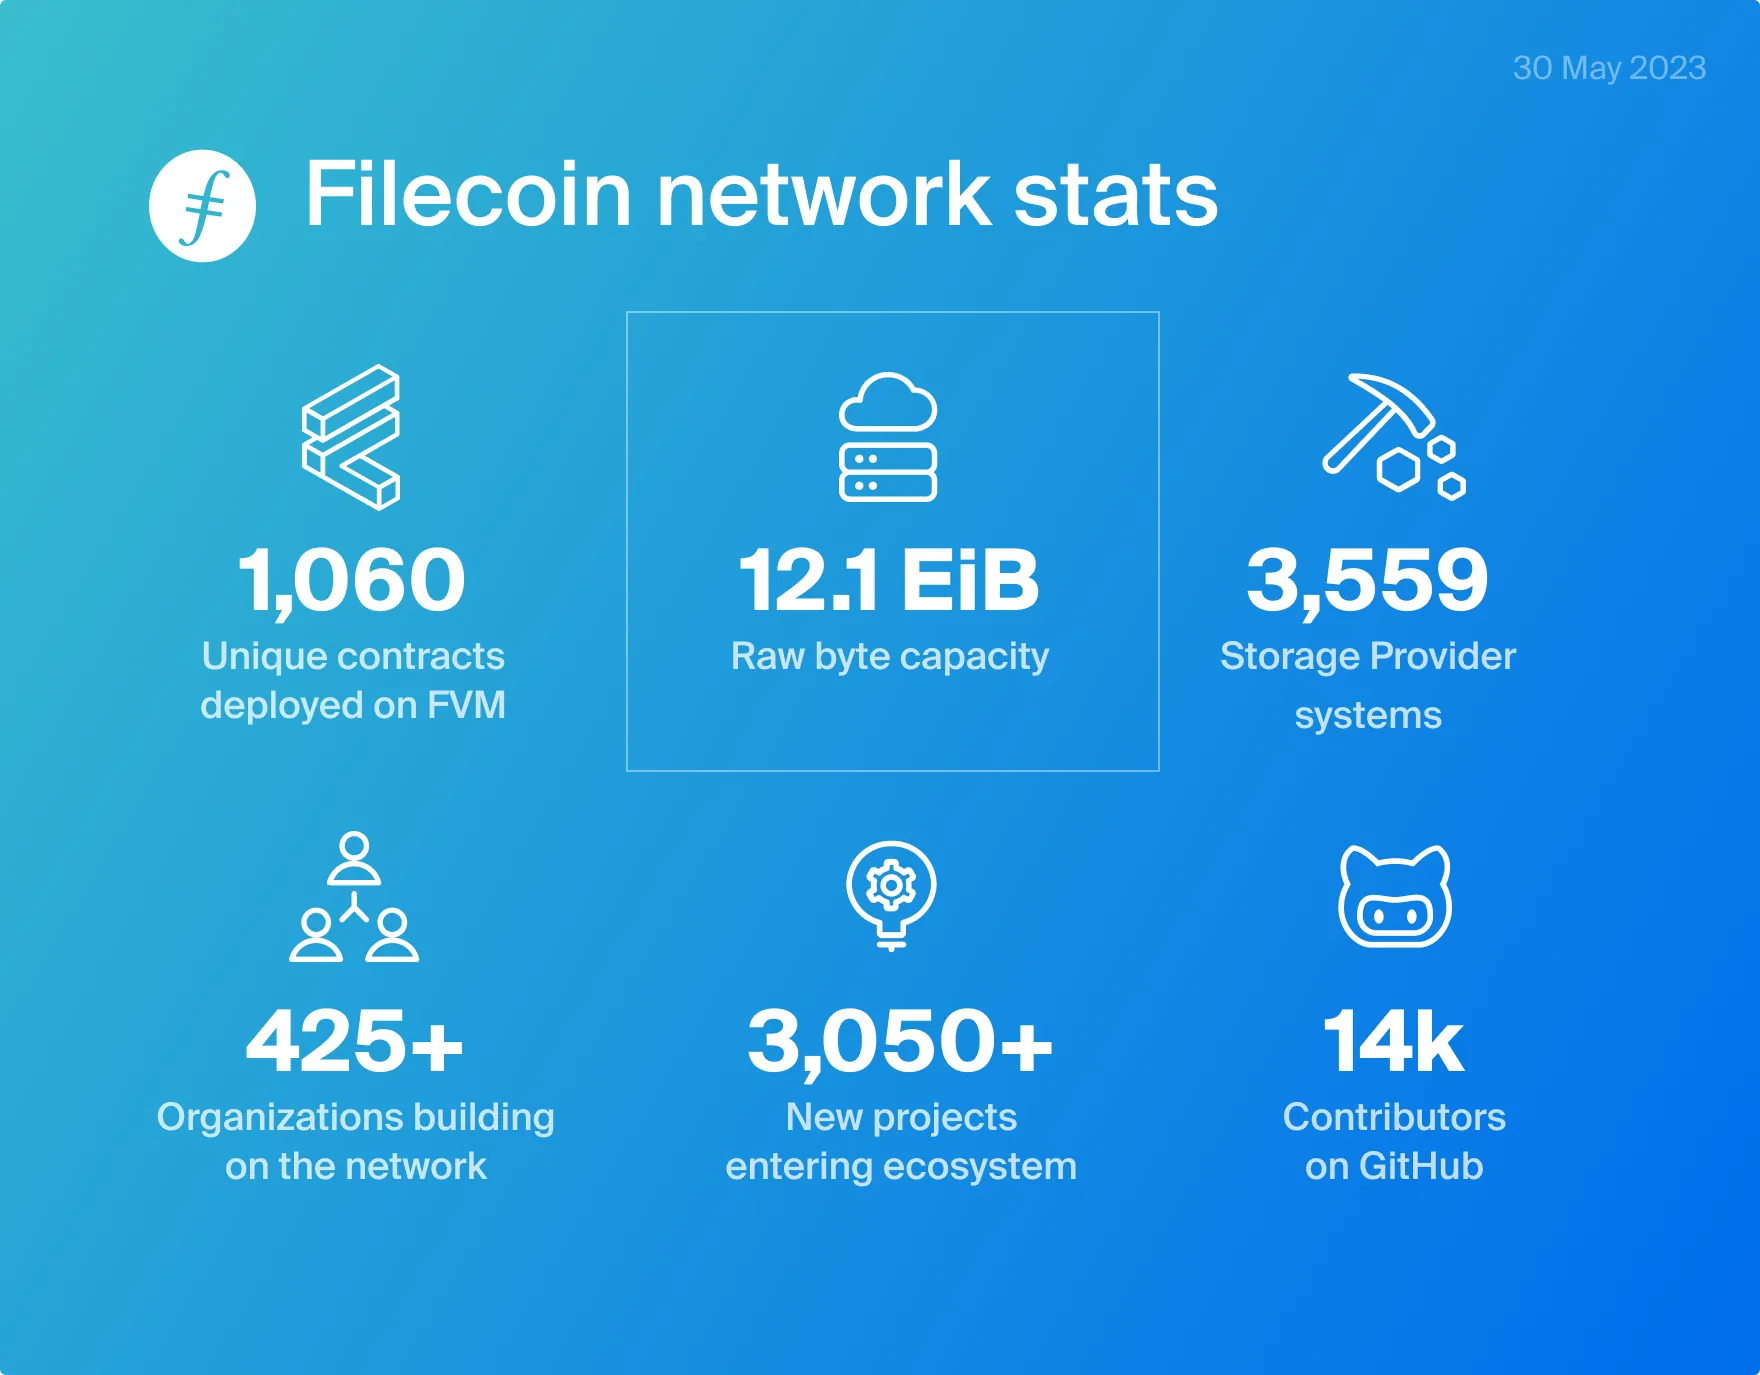 30 May 2023
Filecoin network stats
1,060
Unique contracts
deployed on FVM
12.1 EiB
Raw byte capacity
3,559
Storage Provider
systems
425+
Organizations building
on the network
3,050+
New projects
entering ecosystem
14k
Contributors
on GitHub